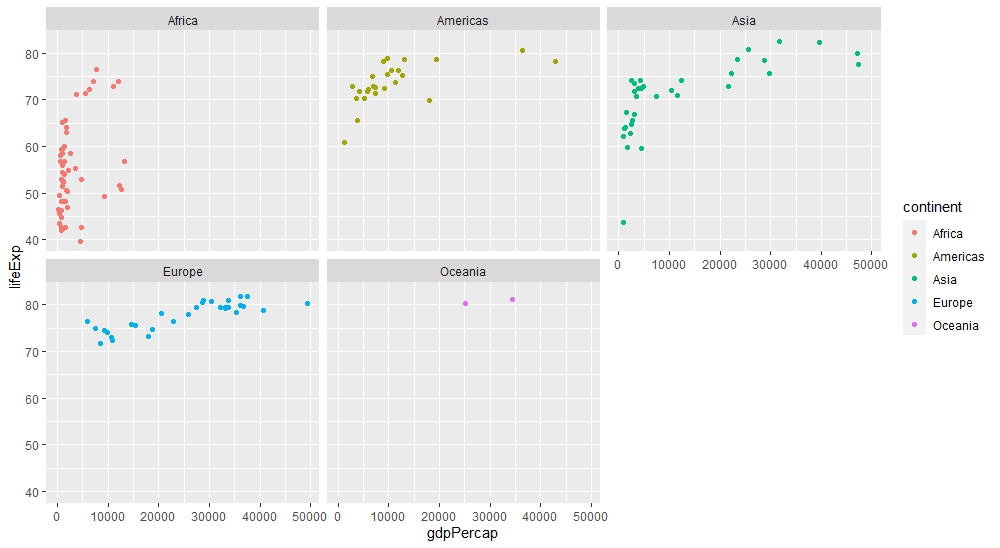 Africa Americas Asia
80
70
60
50
40
0 10000 20000 30000 40000 50000
continent
Africa
Americas
Asia
Europe
Oceania
lifeExp
Europe Oceania
80
70
60
50
40
0 10000 20000 30000 40000 50000 0 10000 20000 30000 40000 50000
gdpPercap